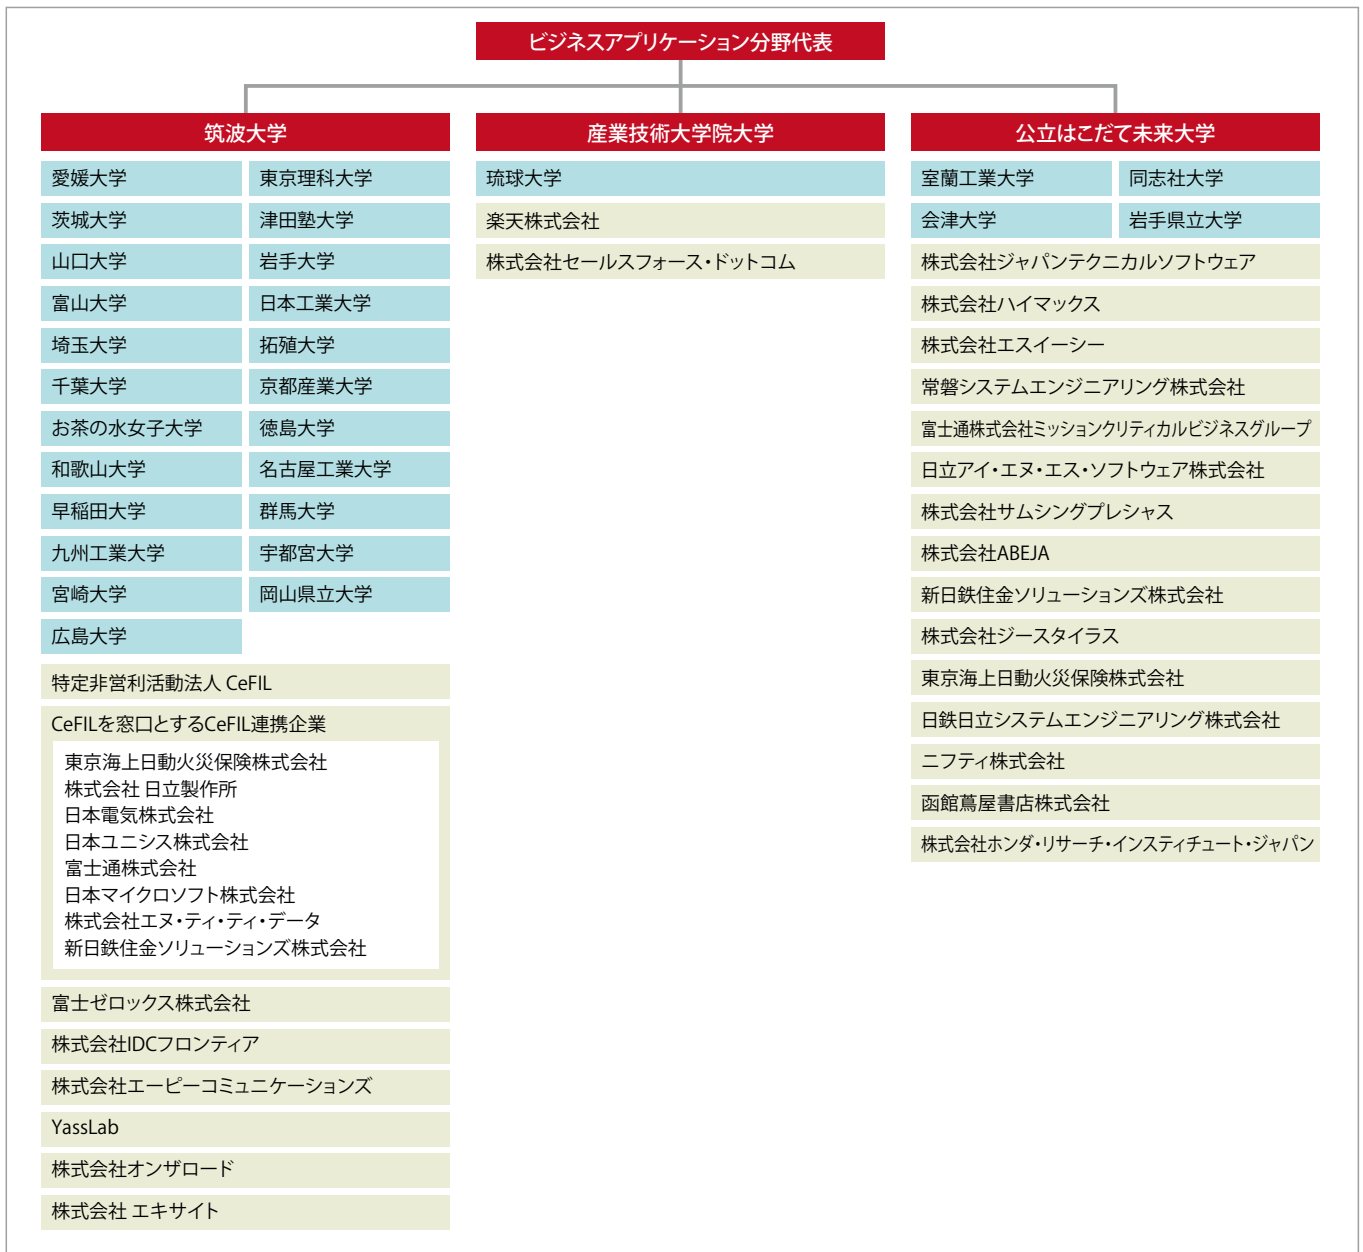 ビジネスアプリケーション分野代表
筑波大学
愛媛大学
東京理科大学
茨城大学
津田塾大学
山口大学
岩手大学
富山大学
日本工業大学
埼玉大学
拓殖大学
千葉大学
京都産業大学
お茶の水女子大学
徳島大学
和歌山大学
名古屋工業大学
早稲田大学
群馬大学
九州工業大学
宇都宮大学
宮崎大学
岡山県立大学
広島大学
特定非営利活動法人 CeFIL
CeFILを窓口とするCeFIL連携企業
東京海上日動火災保険株式会社
株式会社 日立製作所
日本電気株式会社
日本ユニシス株式会社
富士通株式会社
日本マイクロソフト株式会社
株式会社エヌ・ティ・ティ・データ
新日鉄住金ソリューションズ株式会社
富士ゼロックス株式会社
株式会社IDCフロンティア
株式会社エーピーコミュニケーションズ
YassLab
株式会社オンザロード
株式会社 エキサイト
産業技術大学院大学
琉球大学
楽天株式会社
株式会社セールスフォース・ドットコム
公立はこだて未来大学
室蘭工業大学
同志社大学
会津大学
岩手県立大学
株式会社ジャパンテクニカルソフトウェア
株式会社ハイマックス
株式会社エスイーシー
常磐システムエンジニアリング株式会社
富士通株式会社ミッションクリティカルビジネスグループ
日立アイ・エヌ・エス・ソフトウェア株式会社
株式会社サムシングプレシャス
株式会社ABEJA
新日鉄住金ソリューションズ株式会社
株式会社ジースタイラス
東京海上日動火災保険株式会社
日鉄日立システムエンジニアリング株式会社
ニフティ株式会社
函館蔦屋書店株式会社
株式会社ホンダ・リサーチ・インスティチュート・ジャパン